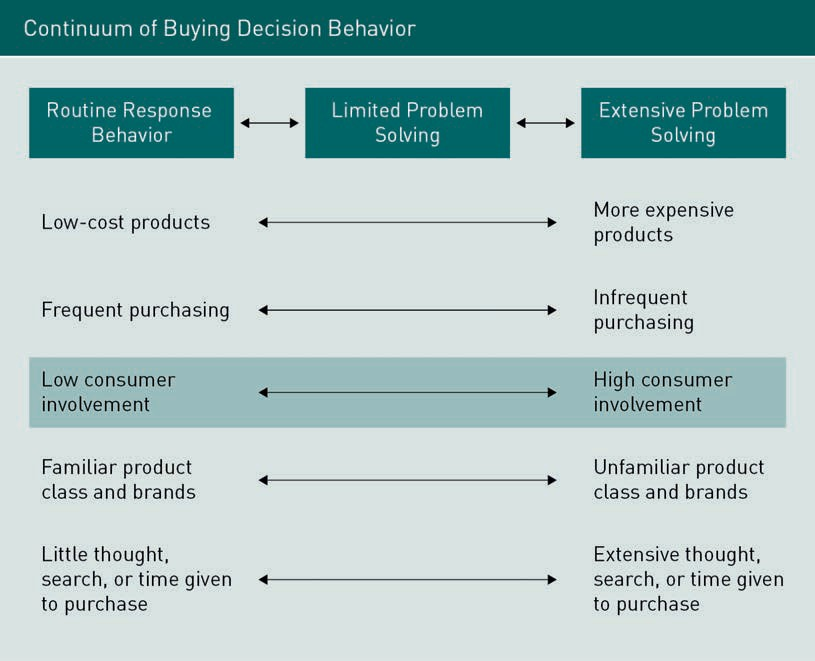 Continuum of Buying Decision Behavior
Routine Response
Behavior
Limited Problem
Solving
Extensive Problem
Solving
Low-cost products
More expensive
products
Frequent purchasing
Infrequent
purchasing
Low consumer
involvement
High consumer
involvement
Familiar product
class and brands
Unfamiliar product
class and brands
Little thought,
search, or time given
to purchase
Extensive thought,
search, or time given
to purchase